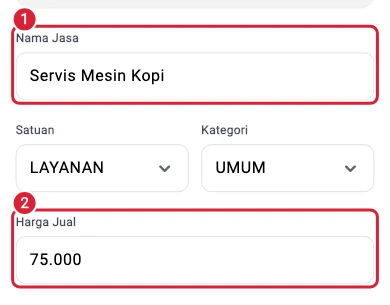 1
Nama Jasa
Servis Mesin Kopi
Satuan
Kategori
LAYANAN
UMUM
2
Harga Jual
75.000